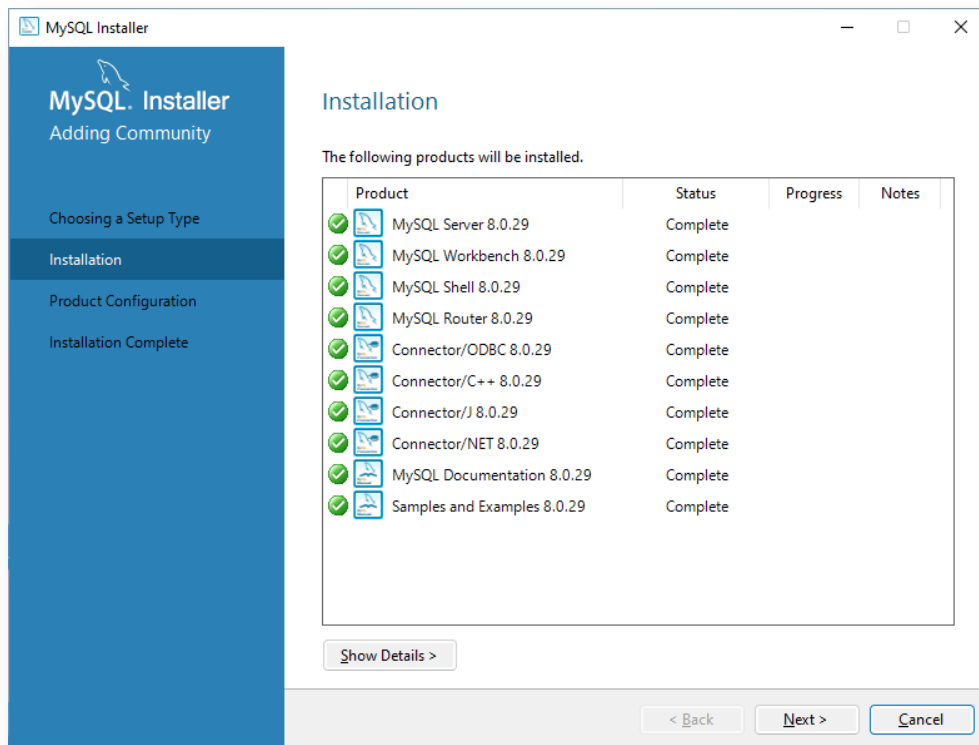 MySQL Installer
MySQL. Installer
Adding Community
Choosing a Setup Type
Installation
Product Configuration
Installation Complete
Installation
The following products will be installed.
Product Status Progress Notes
MySQL Server 8.0.29 Complete
MySQL Workbench 8.0.29 Complete
MySQL Shell 8.0.29 Complete
MySQL Router 8.0.29 Complete
Connector/ODBC 8.0.29 Complete
Connector/C++ 8.0.29 Complete
Connector/J 8.0.29 Complete
Connector/NET 8.0.29 Complete
MySQL Documentation 8.0.29 Complete
Samples and Examples 8.0.29 Complete
Show Details >
< Back Next > Cancel